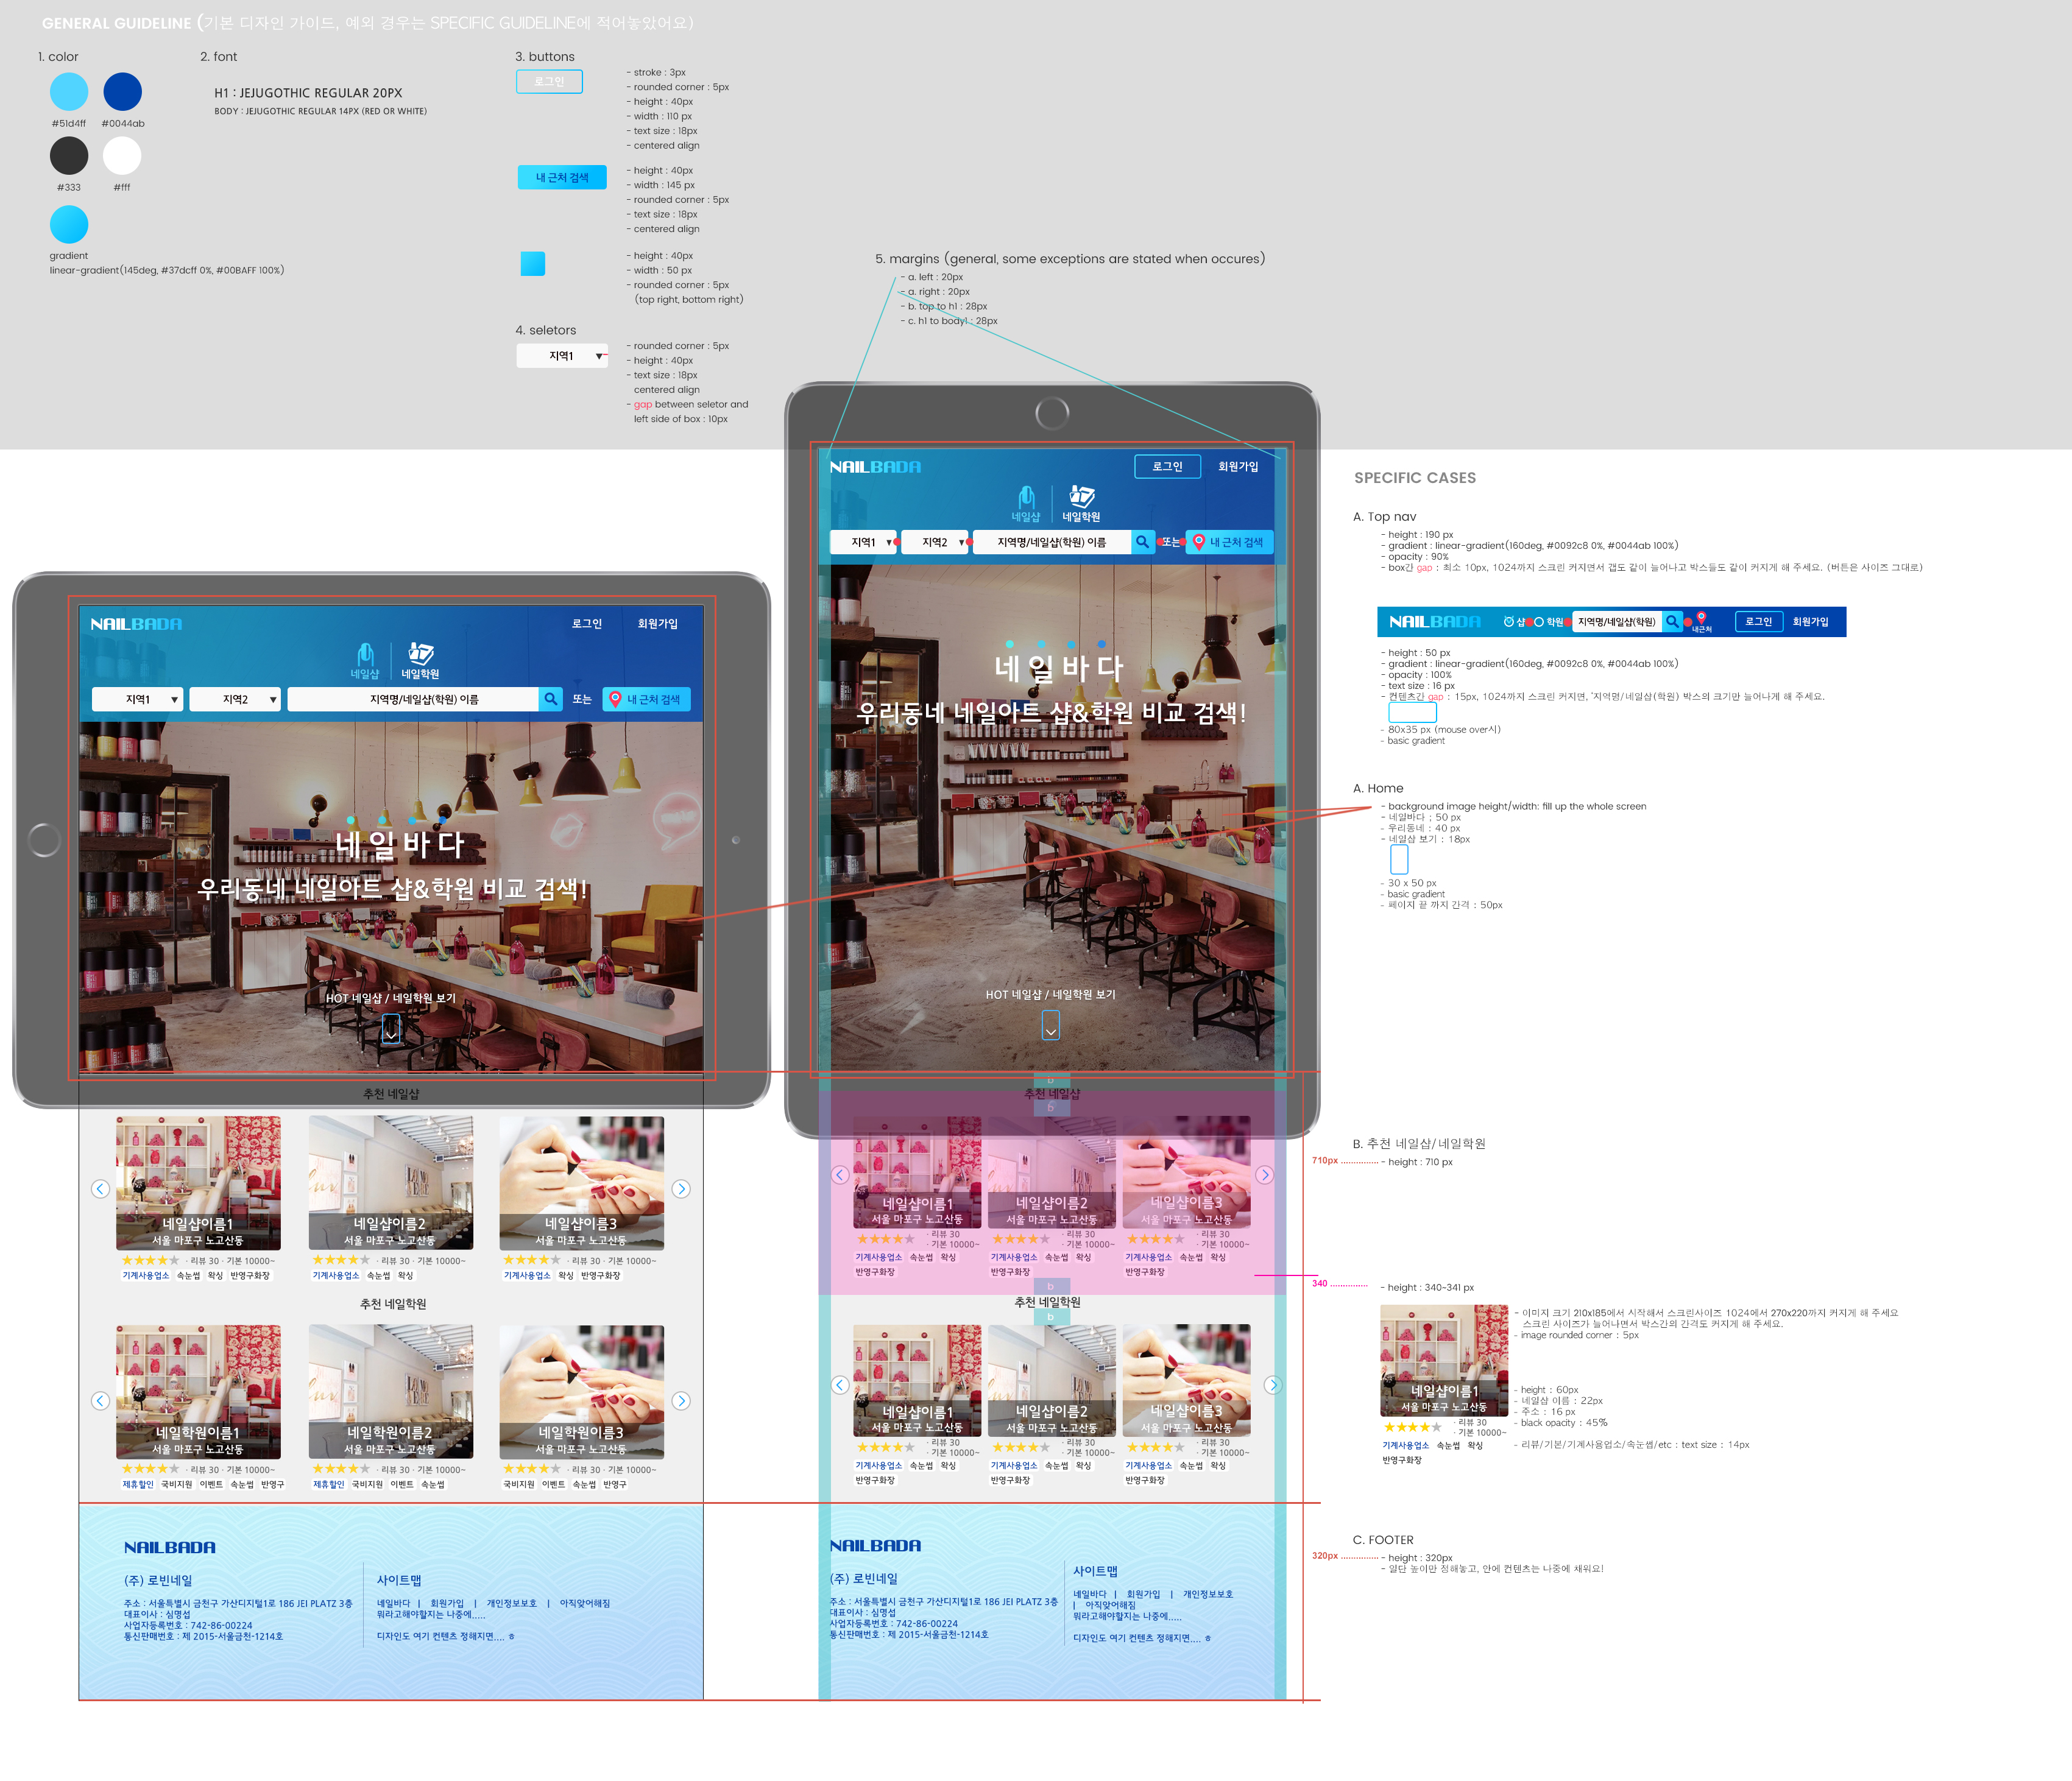 GENERAL GUIDELINE (기본 디자인 가이드, 예외 경우는 SPECIFIC GUIDELINE에 적어놓았어요)
1. color
#51d4ff #0044ab
#333 #fff
gradient
linear-gradient(145deg, #37dcff 0%, #00BAFF 100%)
2. font
H1 : JEJUGOTHIC REGULAR 20PX
BODY : JEJUGOTHIC REGULAR 14PX (RED OR WHITE)
3. buttons
로그인
- stroke : 3px
- rounded corner : 5px
- height : 40px
- width : 110 px
- text size : 18px
- centered align
내 근처 검색
- height : 40px
- width : 145 px
- rounded corner : 5px
- text size : 18px
- centered align
- height : 40px
- width : 50 px
- rounded corner : 5px
(top right, bottom right)
4. seletors
지역1 ▼
- rounded corner : 5px
- height : 40px
- text size : 18px
centered align
- gap between seletor and
left side of box : 10px
5. margins (general, some exceptions are stated when occures)
- a. left : 20px
- a. right : 20px
- b. top to h1 : 28px
- c. h1 to body1 : 28px
NAILBADA
로그인 회원가입
네일샵 네일학원
지역1 ▼ 지역2 ▼ 지역명/네일샵(학원) 이름 또는 내 근처 검색
네일바다
우리동네 네일아트 샵&학원 비교 검색!
HOT 네일샵 / 네일학원 보기
추천 네일샵
네일샵이름1 네일샵이름2 네일샵이름3
서울 마포구 노고산동 서울 마포구 노고산동 서울 마포구 노고산동
★★★★★ · 리뷰 30 · 기본 10000~ ★★★★★ · 리뷰 30 · 기본 10000~ ★★★★★ · 리뷰 30 · 기본 10000~
기계사용업소 속눈썹 왁싱 반영구화장 기계사용업소 속눈썹 왁싱 기계사용업소 왁싱 반영구화장
추천 네일학원
네일학원이름1 네일학원이름2 네일학원이름3
서울 마포구 노고산동 서울 마포구 노고산동 서울 마포구 노고산동
★★★★★ · 리뷰 30 · 기본 10000~ ★★★★★ · 리뷰 30 · 기본 10000~ ★★★★★ · 리뷰 30 · 기본 10000~
제휴할인 국비지원 이벤트 속눈썹 반영구 제휴할인 국비지원 이벤트 속눈썹 국비지원 이벤트 속눈썹 반영구
NAILBADA
(주) 로빈네일
주소 : 서울특별시 금천구 가산디지털1로 186 JEI PLATZ 3층
대표이사 : 심명섭
사업자등록번호 : 742-86-00224
통신판매번호 : 제 2015-서울금천-1214호
사이트맵
네일바다 | 회원가입 | 개인정보보호 | 아직맞어해짐
뭐라고해야할지는 나중에.....
디자인도 여기 컨텐츠 정해지면.... ㅎ
NAILBADA
로그인 회원가입
네일샵 네일학원
지역1 ▼ 지역2 ▼ 지역명/네일샵(학원) 이름 또는 내 근처 검색
네일바다
우리동네 네일아트 샵&학원 비교 검색!
HOT 네일샵 / 네일학원 보기
b
추천 네일샵
b
네일샵이름1 네일샵이름2 네일샵이름3
서울 마포구 노고산동 서울 마포구 노고산동 서울 마포구 노고산동
★★★★★ · 리뷰 30 ★★★★★ · 리뷰 30 ★★★★★ · 리뷰 30
· 기본 10000~ · 기본 10000~ · 기본 10000~
기계사용업소 속눈썹 왁싱 기계사용업소 속눈썹 왁싱 기계사용업소 속눈썹 왁싱
반영구화장 반영구화장 반영구화장
b
추천 네일학원
b
네일샵이름1 네일샵이름2 네일샵이름3
서울 마포구 노고산동 서울 마포구 노고산동 서울 마포구 노고산동
★★★★★ · 리뷰 30 ★★★★★ · 리뷰 30 ★★★★★ · 리뷰 30
· 기본 10000~ · 기본 10000~ · 기본 10000~
기계사용업소 속눈썹 왁싱 기계사용업소 속눈썹 왁싱 기계사용업소 속눈썹 왁싱
반영구화장 반영구화장 반영구화장
NAILBADA
(주) 로빈네일
주소 : 서울특별시 금천구 가산디지털1로 186 JEI PLATZ 3층
대표이사 : 심명섭
사업자등록번호 : 742-86-00224
통신판매번호 : 제 2015-서울금천-1214호
사이트맵
네일바다 | 회원가입 | 개인정보보호
| 아직맞어해짐
뭐라고해야할지는 나중에.....
디자인도 여기 컨텐츠 정해지면.... ㅎ
SPECIFIC CASES
A. Top nav
- height : 190 px
- gradient : linear-gradient(160deg, #0092c8 0%, #0044ab 100%)
- opacity : 90%
- box간 gap : 최소 10px, 1024까지 스크린 커지면서 갭도 같이 늘어나고 박스들도 같이 커지게 해 주세요. (버튼은 사이즈 그대로)
NAILBADA 샵 학원 지역명/네일샵(학원) 내근처 로그인 회원가입
- height : 50 px
- gradient : linear-gradient(160deg, #0092c8 0%, #0044ab 100%)
- opacity : 100%
- text size : 16 px
- 컨텐츠간 gap : 15px, 1024까지 스크린 커지면, '지역명/네일샵(학원) 박스의 크기만 늘어나게 해 주세요.
- 80x35 px (mouse over시)
- basic gradient
A. Home
- background image height/width: fill up the whole screen
- 네일바다 ; 50 px
- 우리동네 : 40 px
- 네일샵 보기 : 18px
- 30 x 50 px
- basic gradient
- 페이지 끝 까지 간격 : 50px
B. 추천 네일샵/네일학원
710px - height : 710 px
340 - height : 340-341 px
- 이미지 크기 210x185에서 시작해서 스크린사이즈 1024에서 270x220까지 커지게 해 주세요
스크린 사이즈가 늘어나면서 박스간의 간격도 커지게 해 주세요.
- image rounded corner : 5px
네일샵이름1
서울 마포구 노고산동
★★★★★ · 리뷰 30
· 기본 10000~
기계사용업소 속눈썹 왁싱
반영구화장
- height : 60px
- 네일샵 이름 : 22px
- 주소 : 16 px
- black opacity : 45%
- 리뷰/기본/기계사용업소/속눈썹/etc : text size : 14px
C. FOOTER
320px - height : 320px
- 일단 높이만 정해놓고, 안에 컨텐츠는 나중에 채워요!